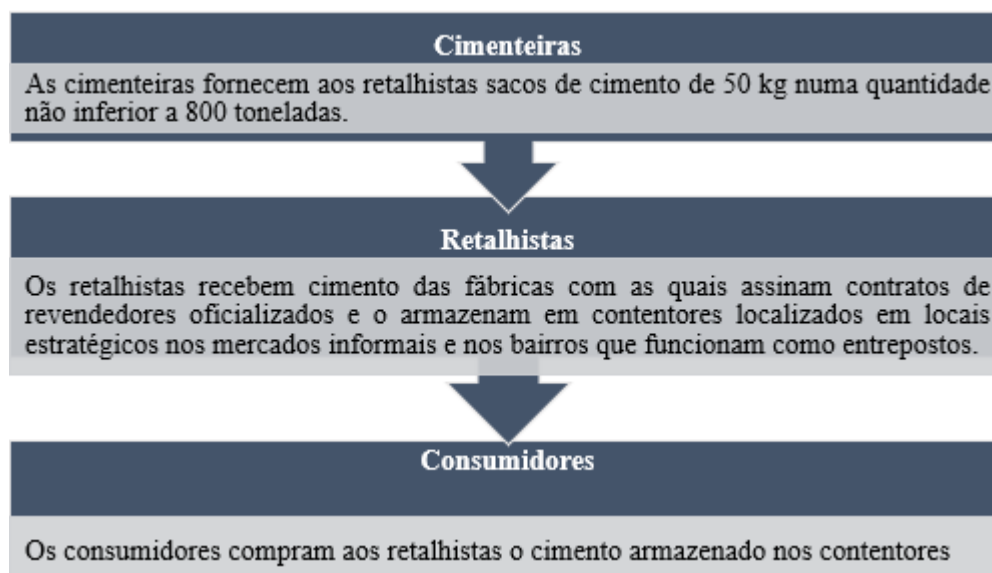 Cimenteiras
As cimenteiras fornecem aos retalhistas sacos de cimento de 50 kg numa quantidade
não inferior a 800 toneladas.
Retalhistas
Os retalhistas recebem cimento das fábricas com as quais assinam contratos de
revendedores oficializados e o armazenam em contentores localizados em locais
estratégicos nos mercados informais e nos bairros que funcionam como entrepostos.
Consumidores
Os consumidores compram aos retalhistas o cimento armazenado nos contentores